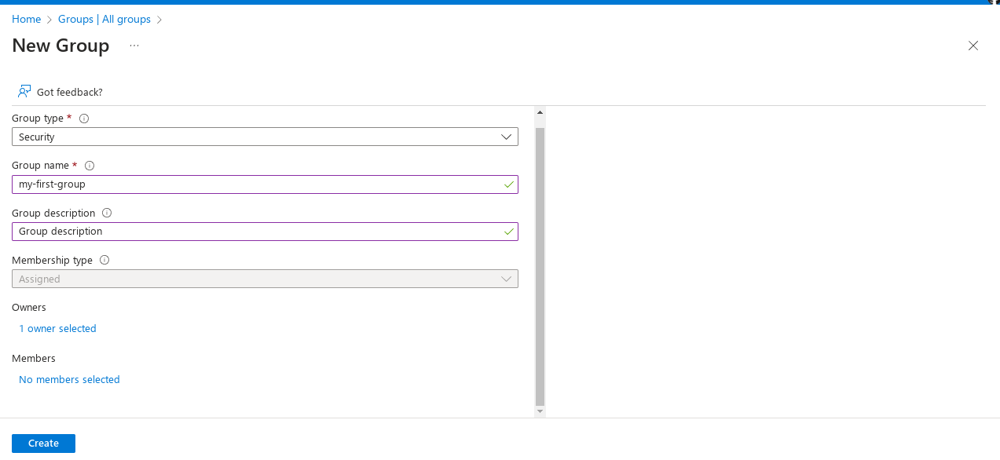 Home > Groups | All groups >
New Group ...
Got feedback?
Group type *
Security
Group name *
my-first-group
Group description
Group description
Membership type
Assigned
Owners
1 owner selected
Members
No members selected
Create